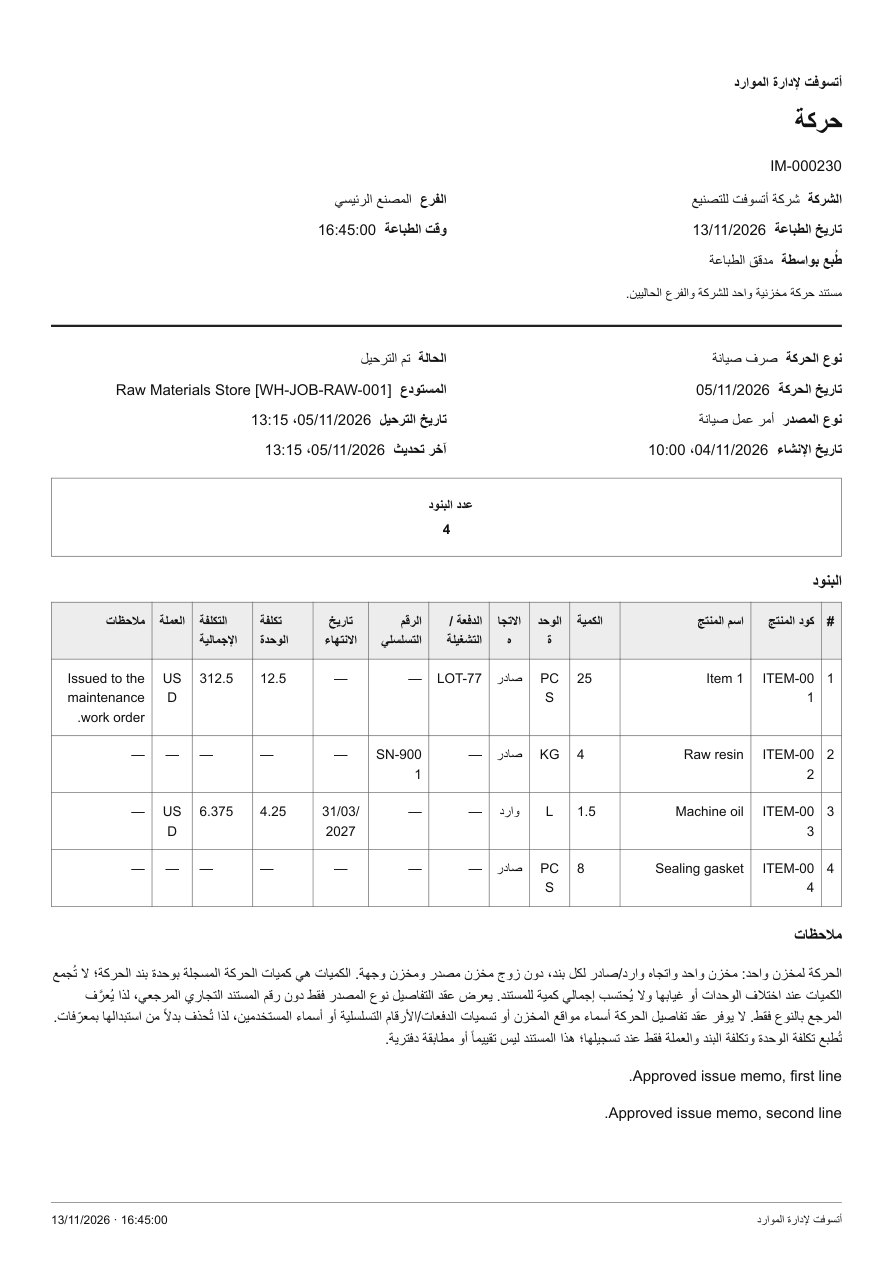 أتسوفت لإدارة الموارد
حركة
IM-000230
الشركة شركة أتسوفت للتصنيع
الفرع المصنع الرئيسي
تاريخ الطباعة 13/11/2026
وقت الطباعة 16:45:00
طُبع بواسطة مدقق الطباعة
مستند حركة مخزنية واحد للشركة والفرع الحاليين.
نوع الحركة صرف صيانة
الحالة تم الترحيل
تاريخ الحركة 05/11/2026
المستودع Raw Materials Store [WH-JOB-RAW-001]
نوع المصدر أمر عمل صيانة
تاريخ الترحيل 05/11/2026، 13:15
تاريخ الإنشاء 04/11/2026، 10:00
آخر تحديث 05/11/2026، 13:15
عدد البنود
4
البنود
# كود المنتج اسم المنتج الكمية الوحدة الاتجاه الدفعة / التشغيلة الرقم التسلسلي تاريخ الانتهاء تكلفة الوحدة التكلفة الإجمالية العملة ملاحظات
1 ITEM-001 Item 1 25 PCS صادر LOT-77 — — 12.5 312.5 USD Issued to the maintenance work order.
2 ITEM-002 Raw resin 4 KG صادر — SN-9001 — — — — —
3 ITEM-003 Machine oil 1.5 L وارد — — 31/03/2027 4.25 6.375 USD —
4 ITEM-004 Sealing gasket 8 PCS صادر — — — — — — —
ملاحظات
الحركة لمخزن واحد: مخزن واحد واتجاه وارد/صادر لكل بند، دون زوج مخزن مصدر ومخزن وجهة. الكميات هي كميات الحركة المسجلة بوحدة بند الحركة؛ لا تُجمع
الكميات عند اختلاف الوحدات أو غيابها ولا يُحتسب إجمالي كمية للمستند. يعرض عقد التفاصيل نوع المصدر فقط دون رقم المستند التجاري المرجعي، لذا يُعرَّف
المرجع بالنوع فقط. لا يوفر عقد تفاصيل الحركة أسماء مواقع المخزن أو تسميات الدفعات/الأرقام التسلسلية أو أسماء المستخدمين، لذا تُحذف بدلاً من استبدالها بمعرّفات.
تُطبع تكلفة الوحدة وتكلفة البند والعملة فقط عند تسجيلها؛ هذا المستند ليس تقييماً أو مطابقة دفترية.
Approved issue memo, first line.
Approved issue memo, second line.
أتسوفت لإدارة الموارد
13/11/2026 · 16:45:00